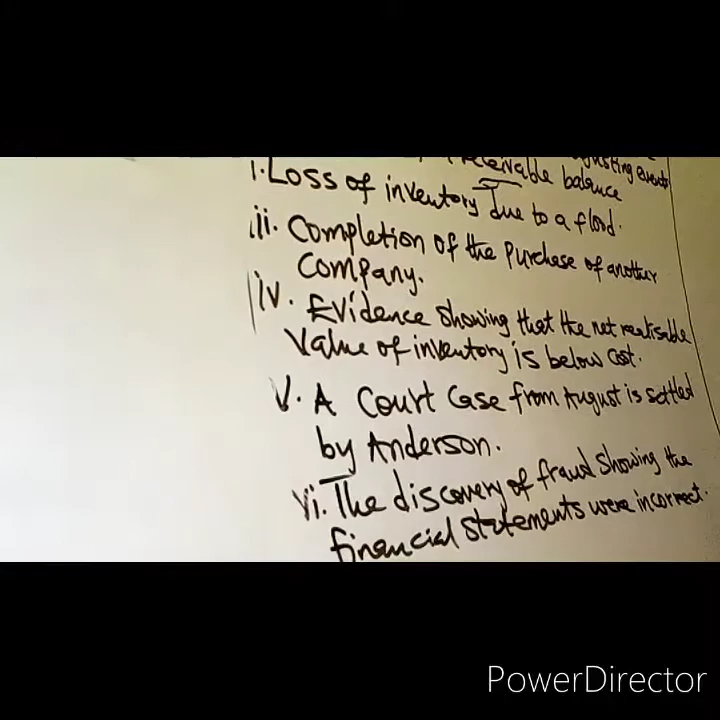 receivable balance
i. Loss of inventory Due to a flood.
ii. Completion of the Purchase of another
Company.
iv. Evidence showing that the net realisable
Value of inventory is below cost.
V. A Court Case from August is settled
by Anderson.
Vi. The discovery of fraud showing the
financial statements were incorrect.
PowerDirector